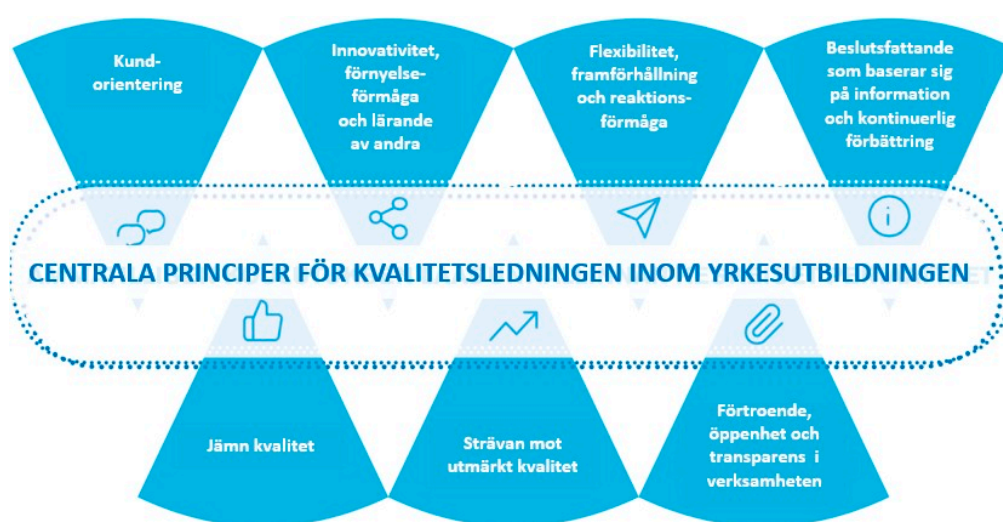 Kund-
orientering
Innovativitet,
förnyelse-
förmåga
och lärande
av andra
Flexibilitet,
framförhållning
och reaktions-
förmåga
Beslutsfattande
som baserar sig
på information
och kontinuerlig
förbättring
CENTRALA PRINCIPER FÖR KVALITETSLEDNINGEN INOM YRKESUTBILDNINGEN
Jämn kvalitet
Strävan mot
utmärkt kvalitet
Förtroende,
öppenhet och
transparens i
verksamheten